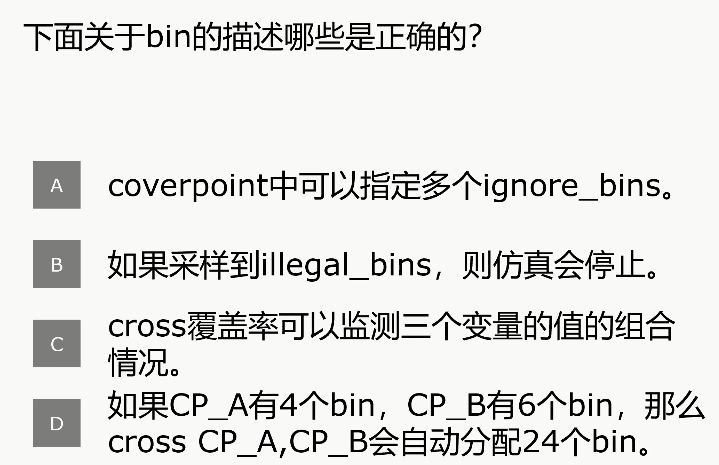 下面关于bin的描述哪些是正确的？
A coverpoint中可以指定多个ignore_bins。
B 如果采样到illegal_bins，则仿真会停止。
C cross覆盖率可以监测三个变量的值的组合
情况。
D 如果CP_A有4个bin，CP_B有6个bin，那么
cross CP_A,CP_B会自动分配24个bin。